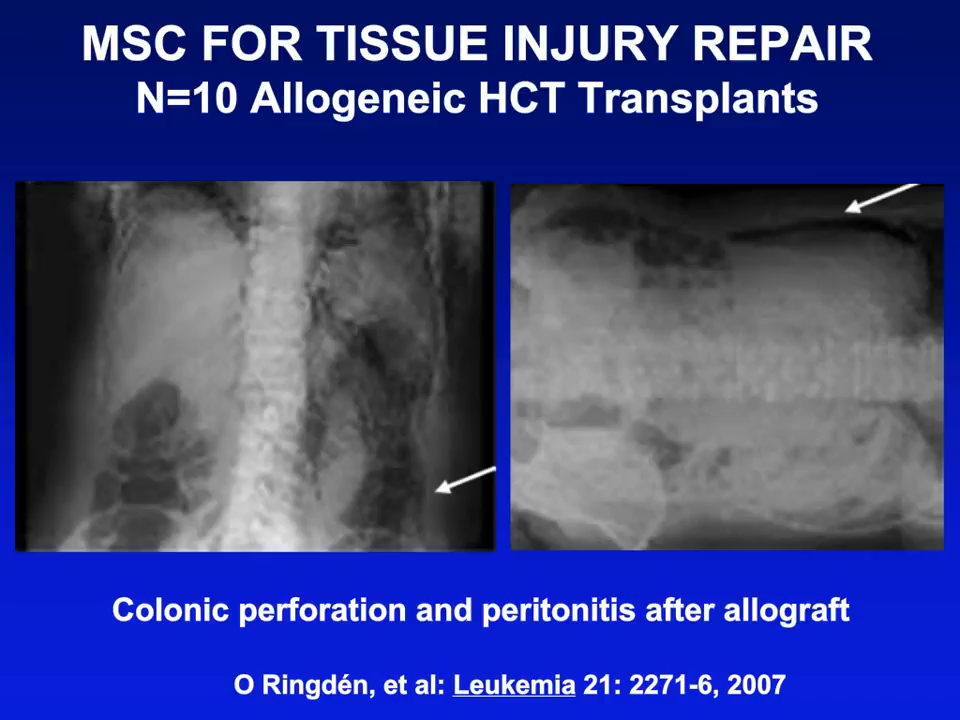 MSC FOR TISSUE INJURY REPAIR
N=10 Allogeneic HCT Transplants
Colonic perforation and peritonitis after allograft
O Ringdén, et al: Leukemia 21: 2271-6, 2007